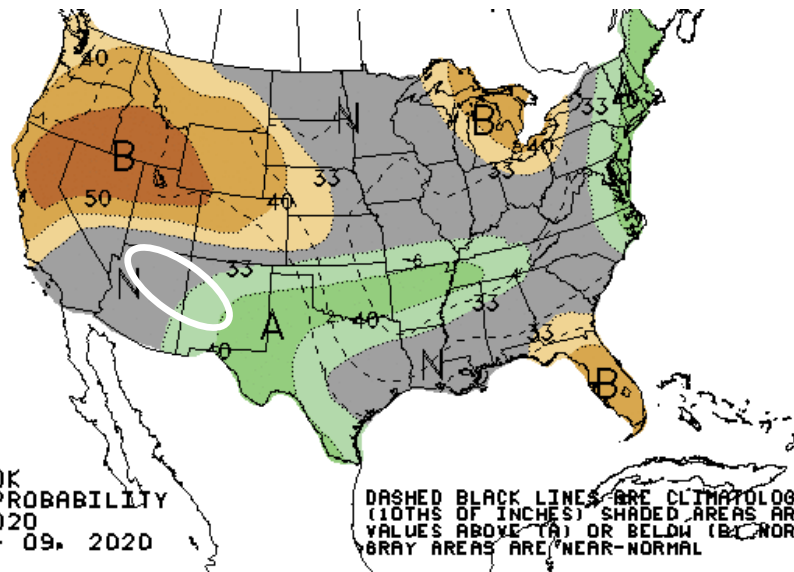 40
N
B
B
33
40
33
40
50
33
40
33
N
33
A
40
33
33
40
N
B
OK
PROBABILITY
020
09. 2020
DASHED BLACK LINES ARE CLIMATOLOG
(10THS OF INCHES) SHADED AREAS AR
VALUES ABOVE (A) OR BELOW (B) NOR
GRAY AREAS ARE NEAR-NORMAL